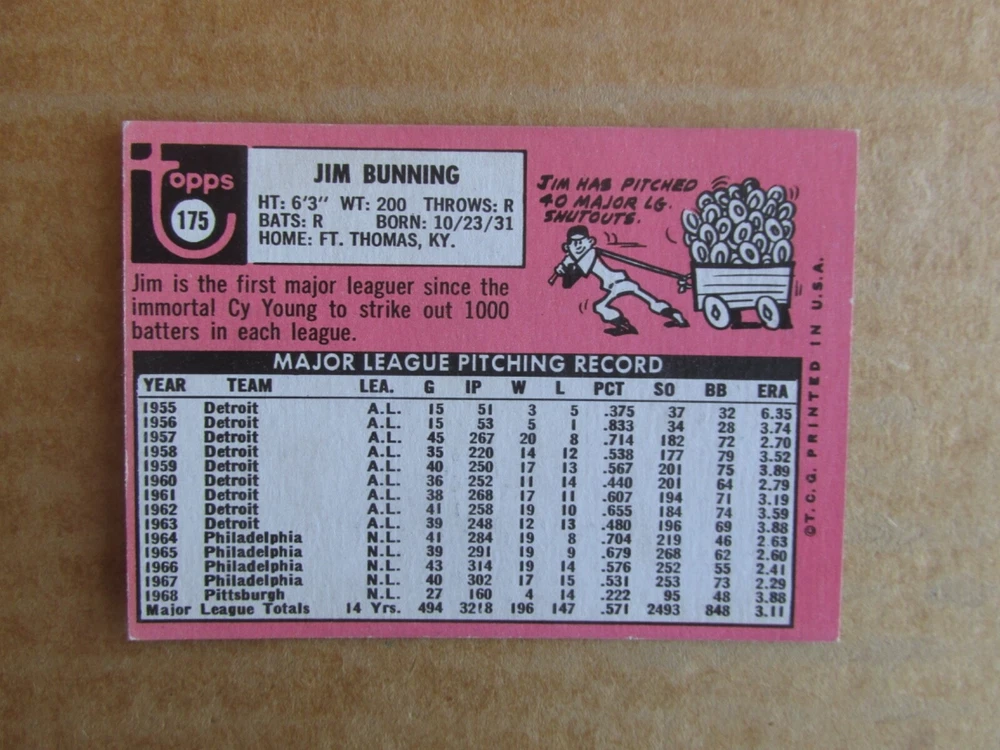 topps
175
JIM BUNNING
HT: 6'3" WT: 200 THROWS: R
BATS: R BORN: 10/23/31
HOME: FT. THOMAS, KY.
JIM HAS PITCHED
40 MAJOR LG.
SHUTOUTS.
Jim is the first major leaguer since the
immortal Cy Young to strike out 1000
batters in each league.
MAJOR LEAGUE PITCHING RECORD
YEAR TEAM LEA. G IP W L PCT SO BB ERA
1955 Detroit A.L. 15 51 3 5 .375 37 32 6.35
1956 Detroit A.L. 15 53 5 1 .833 34 28 3.74
1957 Detroit A.L. 45 267 20 8 .714 182 72 2.70
1958 Detroit A.L. 35 220 14 12 .538 177 79 3.52
1959 Detroit A.L. 40 250 17 13 .567 201 75 3.89
1960 Detroit A.L. 36 252 11 14 .440 201 64 2.79
1961 Detroit A.L. 38 268 17 11 .607 194 71 3.19
1962 Detroit A.L. 41 258 19 10 .655 184 74 3.59
1963 Detroit A.L. 39 248 12 13 .480 196 69 3.88
1964 Philadelphia N.L. 41 284 19 8 .704 219 46 2 63
1965 Philadelphia N.L. 39 291 19 9 .679 268 62 2.60
1966 Philadelphia N.L. 43 314 19 14 .576 252 55 2.41
1967 Philadelphia N.L. 40 302 17 15 .531 253 73 2.29
1968 Pittsburgh N.L. 27 160 4 14 .222 95 48 3.88
Major League Totals 14 Yrs. 494 3218 196 147 .571 2493 848 3.11
©T.C.G. PRINTED IN U.S.A.